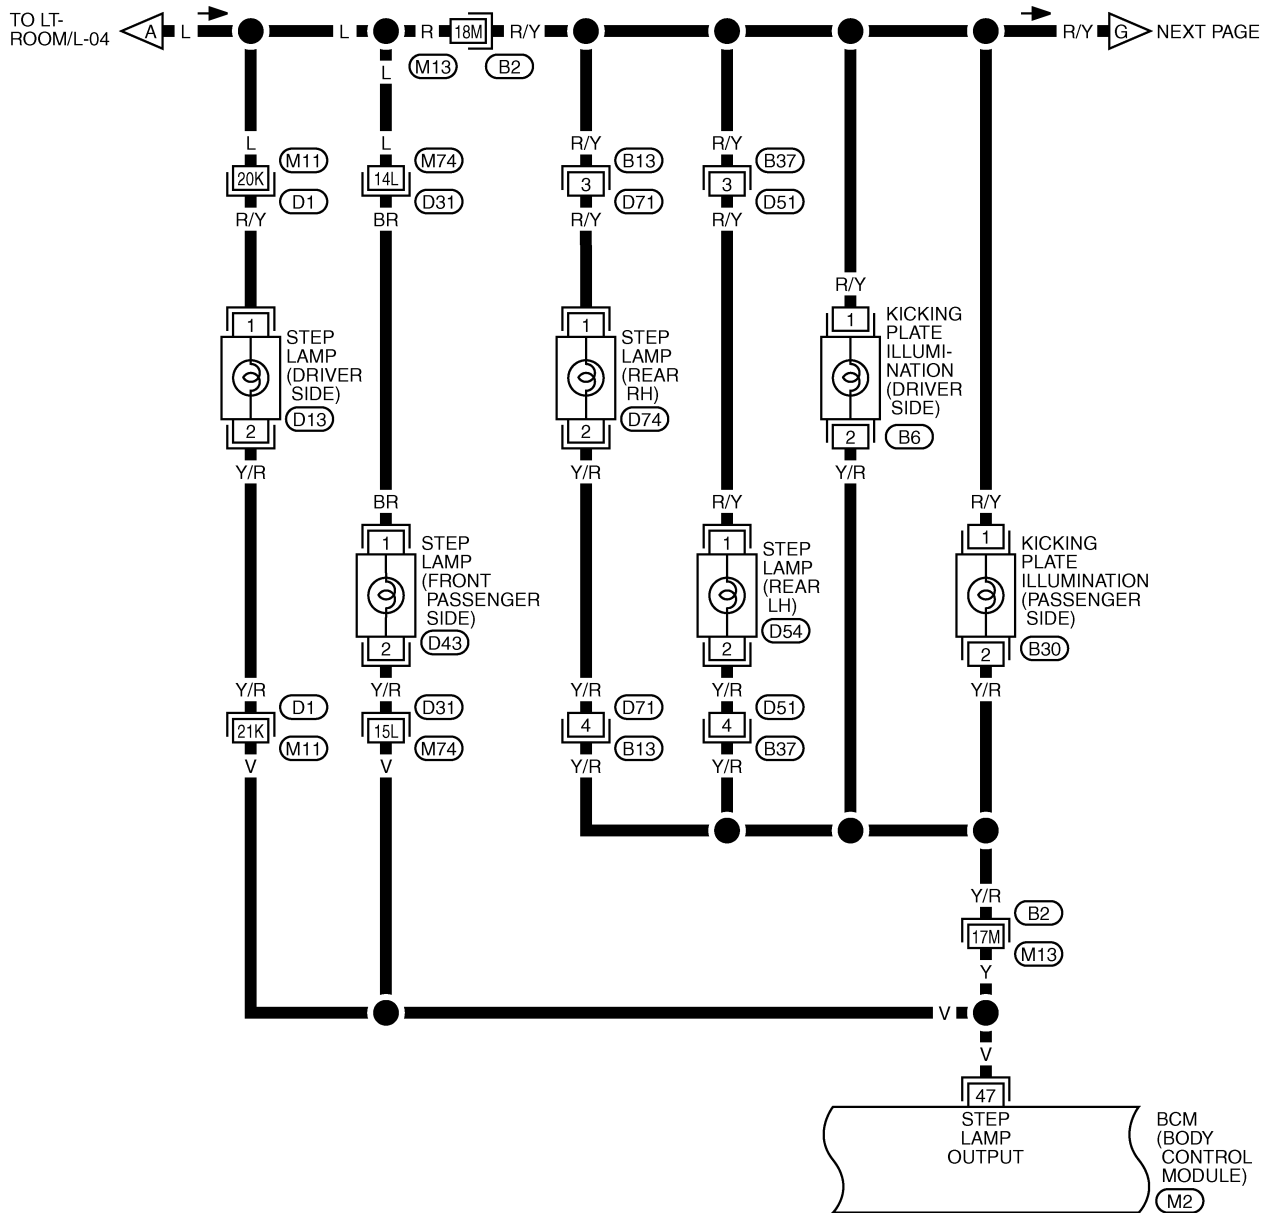 TO LT-
ROOM/L-04
A
L
L
R
18M
R/Y
R/Y
G
NEXT PAGE
M13
B2
L
L
L
R/Y
R/Y
20K
M11
D1
14L
M74
D31
3
B13
D71
3
B37
D51
R/Y
BR
R/Y
R/Y
R/Y
1
STEP
LAMP
(DRIVER
SIDE)
2
D13
1
STEP
LAMP
(REAR
RH)
2
D74
1
KICKING
PLATE
ILLUMI-
NATION
(DRIVER
SIDE)
2
B6
Y/R
Y/R
Y/R
BR
R/Y
R/Y
1
STEP
LAMP
(FRONT
PASSENGER
SIDE)
2
D43
1
STEP
LAMP
(REAR
LH)
2
D54
1
KICKING
PLATE
ILLUMINATION
(PASSENGER
SIDE)
2
B30
Y/R
Y/R
Y/R
Y/R
Y/R
21K
D1
M11
15L
D31
M74
4
D71
B13
4
D51
B37
V
V
Y/R
Y/R
Y/R
17M
B2
M13
Y
V
V
47
STEP
LAMP
OUTPUT
BCM
(BODY
CONTROL
MODULE)
M2